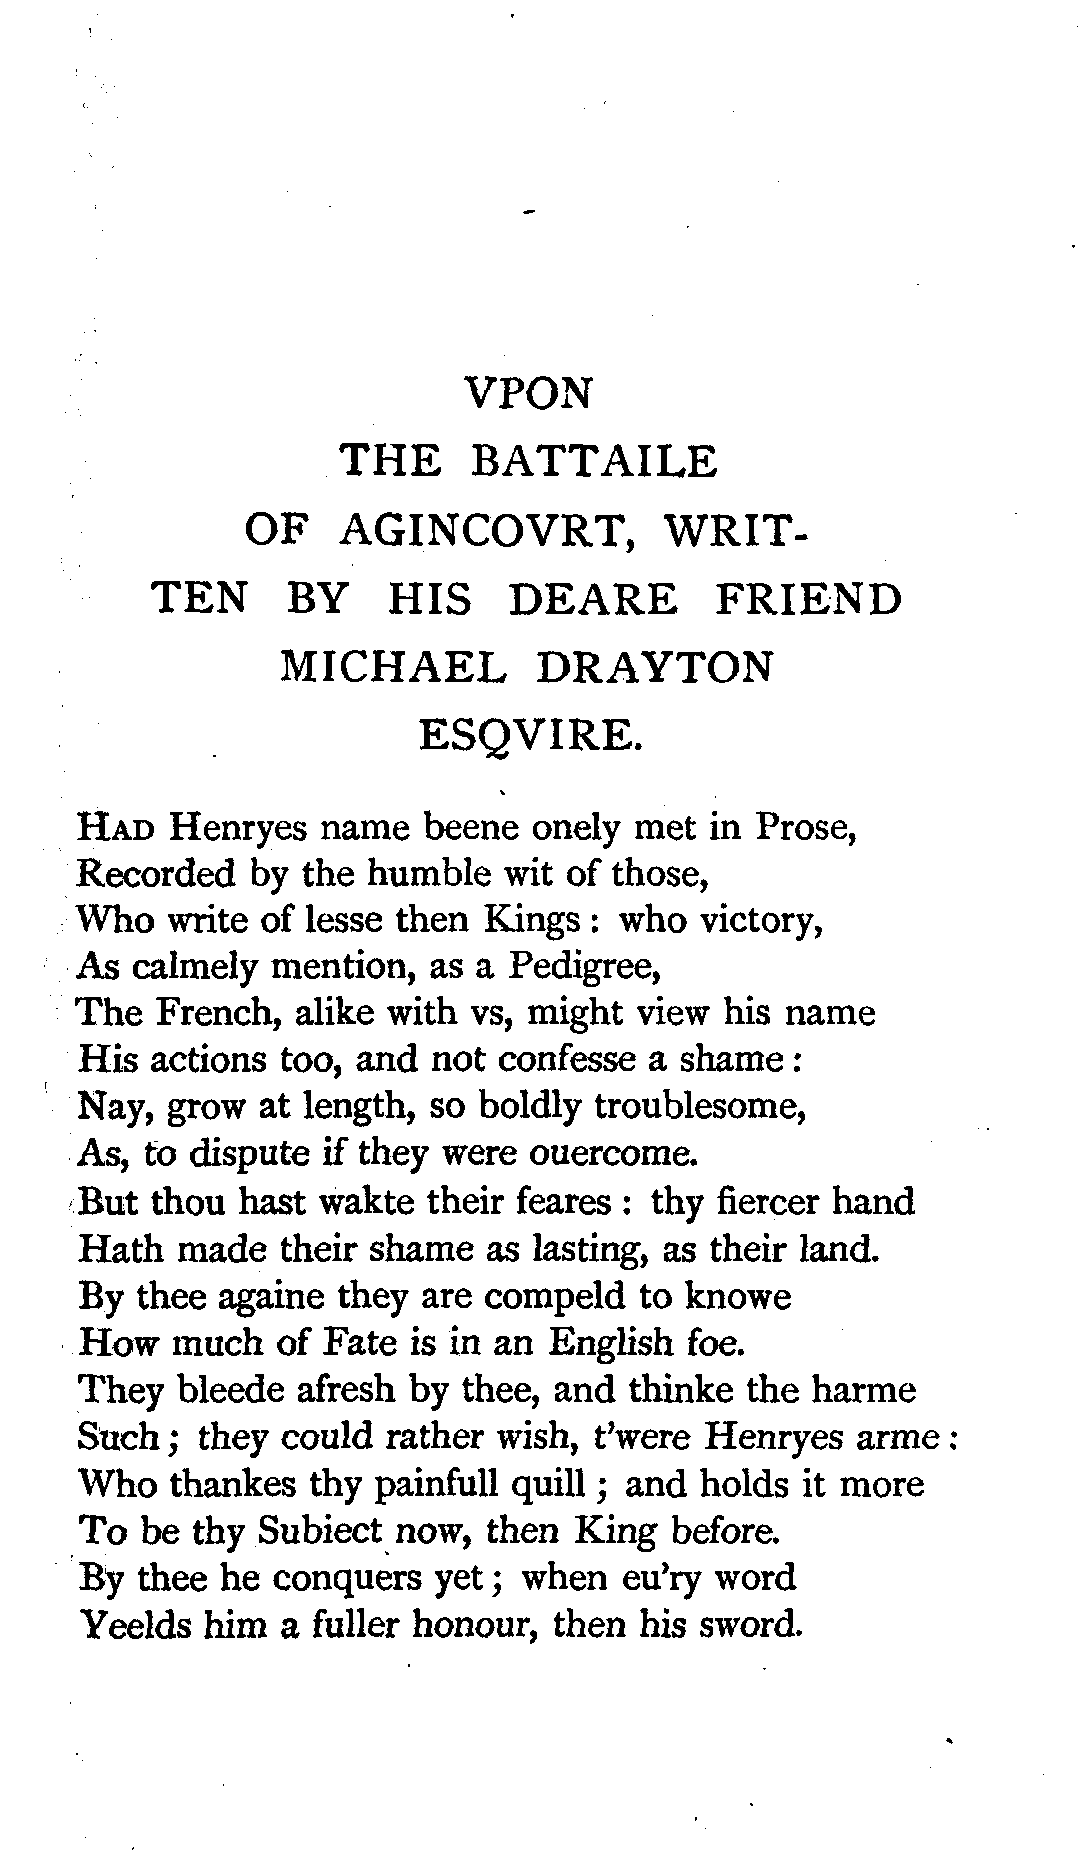 VPON
THE BATTAILE
OF AGINCOVRT, WRIT-
TEN BY HIS DEARE FRIEND
MICHAEL DRAYTON
ESQVIRE.
HAD Henryes name beene onely met in Prose,
Recorded by the humble wit of those,
Who write of lesse then Kings : who victory,
As calmely mention, as a Pedigree,
The French, alike with vs, might view his name
His actions too, and not confesse a shame :
Nay, grow at length, so boldly troublesome,
As, to dispute if they were ouercome.
But thou hast wakte their feares : thy fiercer hand
Hath made their shame as lasting, as their land.
By thee againe they are compeld to knowe
How much of Fate is in an English foe.
They bleede afresh by thee, and thinke the harme
Such ; they could rather wish, t'were Henryes arme :
Who thankes thy painfull quill ; and holds it more
To be thy Subiect now, then King before.
By thee he conquers yet ; when eu'ry word
Yeelds him a fuller honour, then his sword.